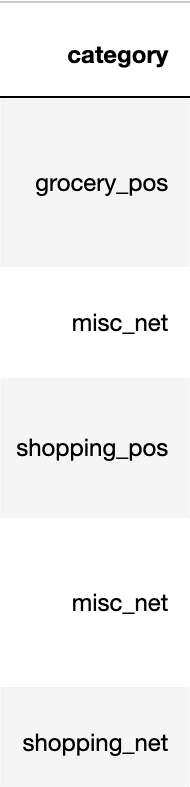 category
grocery_pos
misc_net
shopping_pos
misc_net
shopping_net